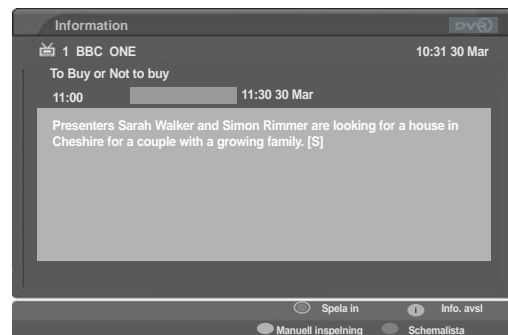 Information DVR
1 BBC ONE 10:31 30 Mar
To Buy or Not to buy
11:00 11:30 30 Mar
Presenters Sarah Walker and Simon Rimmer are looking for a house in
Cheshire for a couple with a growing family. [S]
Spela in i Info. avsl
Manuell inspelning Schemalista